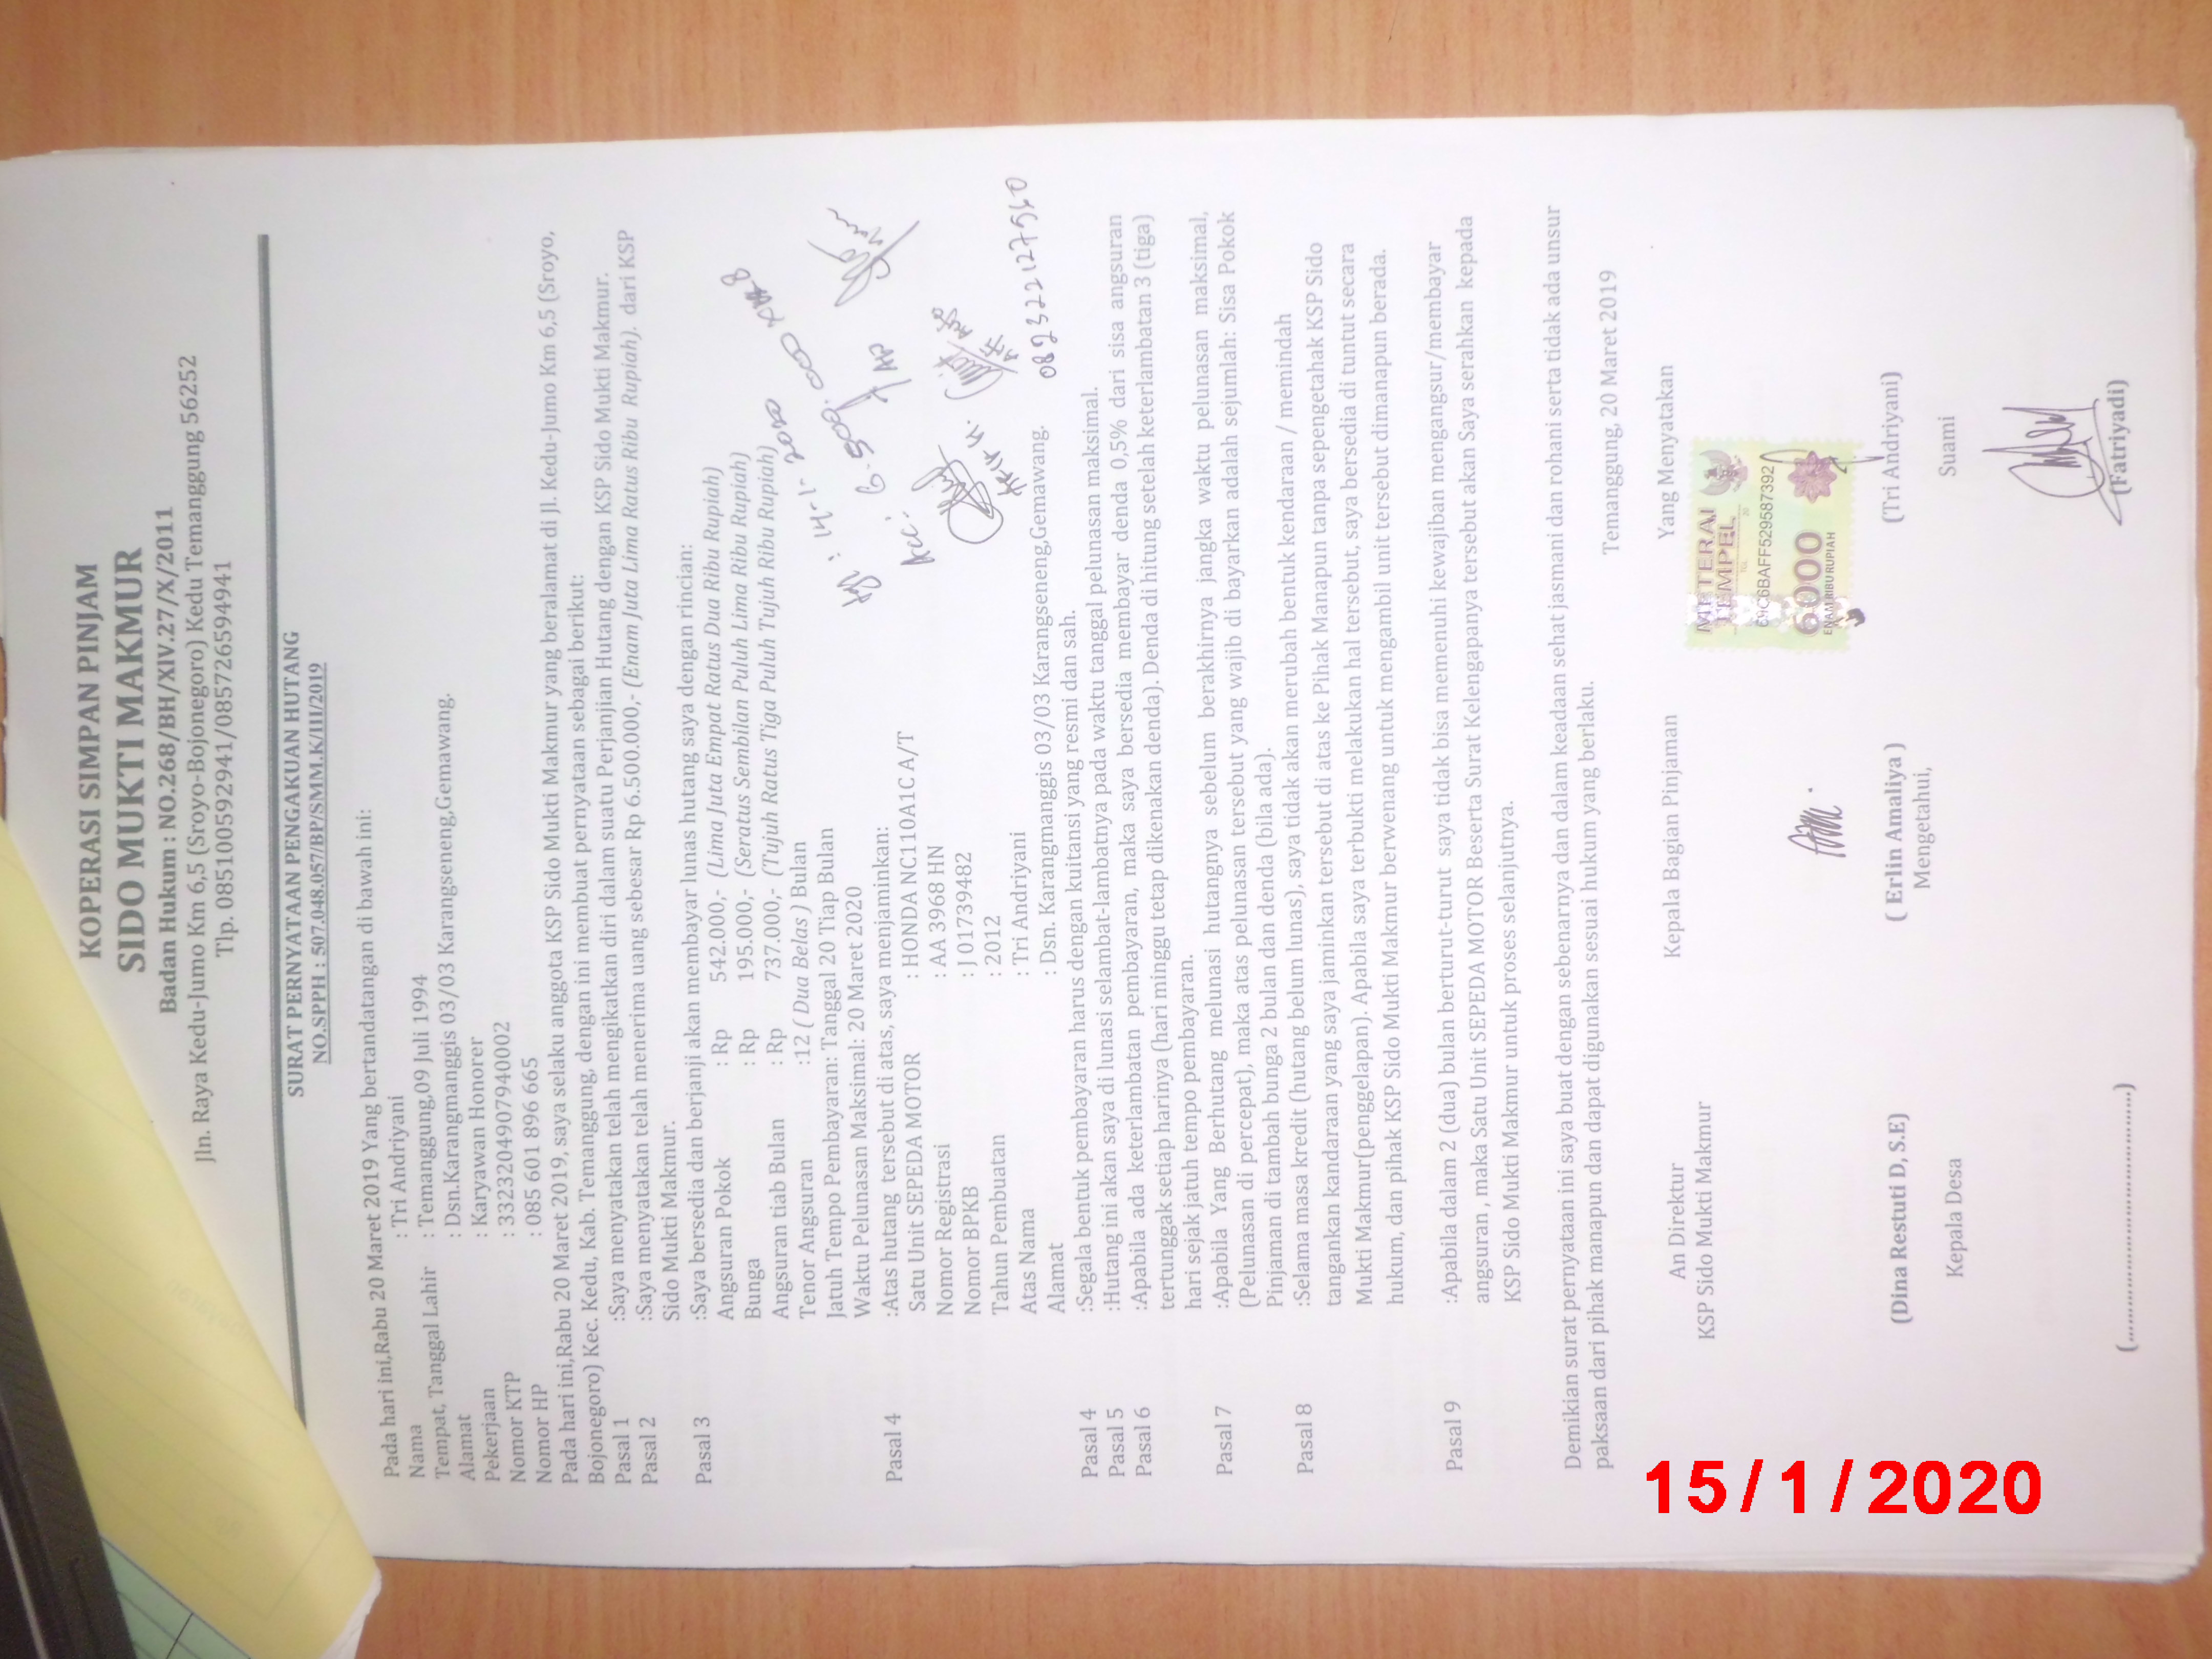 KOPERASI SIMPAN PINJAM
SIDO MUKTI MAKMUR
Badan Hukum : NO.268/BH/XIV.27/X/2011
Jln. Raya Kedu-Jumo Km 6,5 (Sroyo-Bojonegoro) Kedu Temanggung 56252
Tlp. 085100592941/085726594941
SURAT PERNYATAAN PENGAKUAN HUTANG
NO.SPPH : 507.048.057/BP/SMM.K/III/2019
Pada hari ini,Rabu 20 Maret 2019 Yang bertandatangan di bawah ini:
Nama : Tri Andriyani
Tempat, Tanggal Lahir : Temanggung,09 Juli 1994
Alamat : Dsn.Karangmanggis 03/03 Karangseneng,Gemawang.
Pekerjaan : Karyawan Honorer
Nomor KTP : 3323204907940002
Nomor HP : 085 601 896 665
Pada hari ini,Rabu 20 Maret 2019, saya selaku anggota KSP Sido Mukti Makmur yang beralamat di Jl. Kedu-Jumo Km 6,5 (Sroyo,
Bojonegoro) Kec. Kedu, Kab. Temanggung, dengan ini membuat pernyataan sebagai berikut:
Pasal 1 :Saya menyatakan telah mengikatkan diri dalam suatu Perjanjian Hutang dengan KSP Sido Mukti Makmur.
Pasal 2 :Saya menyatakan telah menerima uang sebesar Rp 6.500.000,- (Enam Juta Lima Ratus Ribu Rupiah). dari KSP
Sido Mukti Makmur.
Pasal 3 :Saya bersedia dan berjanji akan membayar lunas hutang saya dengan rincian:
Angsuran Pokok : Rp 542.000,- (Lima Juta Empat Ratus Dua Ribu Rupiah)
Bunga : Rp 195.000,- (Seratus Sembilan Puluh Lima Ribu Rupiah)
Angsuran tiab Bulan : Rp 737.000,- (Tujuh Ratus Tiga Puluh Tujuh Ribu Rupiah)
Tenor Angsuran :12 ( Dua Belas ) Bulan
Jatuh Tempo Pembayaran: Tanggal 20 Tiap Bulan
Waktu Pelunasan Maksimal: 20 Maret 2020
14-1-2020
Acc: 6.500.000
Pasal 4 :Atas hutang tersebut di atas, saya menjaminkan:
Satu Unit SEPEDA MOTOR : HONDA NC110A1C A/T
Nomor Registrasi : AA 3968 HN
Nomor BPKB : J 01739482
Tahun Pembuatan : 2012
Atas Nama : Tri Andriyani
Alamat : Dsn. Karangmanggis 03/03 Karangseneng,Gemawang.
082322127540
Pasal 4 :Segala bentuk pembayaran harus dengan kuitansi yang resmi dan sah.
Pasal 5 :Hutang ini akan saya di lunasi selambat-lambatnya pada waktu tanggal pelunasan maksimal.
Pasal 6 :Apabila ada keterlambatan pembayaran, maka saya bersedia membayar denda 0,5% dari sisa angsuran
tertunggak setiap harinya (hari minggu tetap dikenakan denda). Denda di hitung setelah keterlambatan 3 (tiga)
hari sejak jatuh tempo pembayaran.
Pasal 7 :Apabila Yang Berhutang melunasi hutangnya sebelum berakhirnya jangka waktu pelunasan maksimal,
(Pelunasan di percepat), maka atas pelunasan tersebut yang wajib di bayarkan adalah sejumlah: Sisa Pokok
Pinjaman di tambah bunga 2 bulan dan denda (bila ada).
Pasal 8 :Selama masa kredit (hutang belum lunas), saya tidak akan merubah bentuk kendaraan / memindah
tangankan kandaraan yang saya jaminkan tersebut di atas ke Pihak Manapun tanpa sepengetahak KSP Sido
Mukti Makmur(penggelapan). Apabila saya terbukti melakukan hal tersebut, saya bersedia di tuntut secara
hukum, dan pihak KSP Sido Mukti Makmur berwenang untuk mengambil unit tersebut dimanapun berada.
Pasal 9 :Apabila dalam 2 (dua) bulan berturut-turut saya tidak bisa memenuhi kewajiban mengangsur/membayar
angsuran , maka Satu Unit SEPEDA MOTOR Beserta Surat Kelengapanya tersebut akan Saya serahkan kepada
KSP Sido Mukti Makmur untuk proses selanjutnya.
Demikian surat pernyataan ini saya buat dengan sebenarnya dan dalam keadaan sehat jasmani dan rohani serta tidak ada unsur
paksaan dari pihak manapun dan dapat digunakan sesuai hukum yang berlaku.
Temanggung, 20 Maret 2019
An Direktur Kepala Bagian Pinjaman Yang Menyatakan
KSP Sido Mukti Makmur
METERAI
TEMPEL
C4C6BAFF529587392
6000
ENAM RIBU RUPIAH
(Dina Restuti D, S.E) ( Erlin Amaliya ) (Tri Andriyani)
Mengetahui,
Kepala Desa Suami
(........................................) (Fatriyadi)
15/1/2020